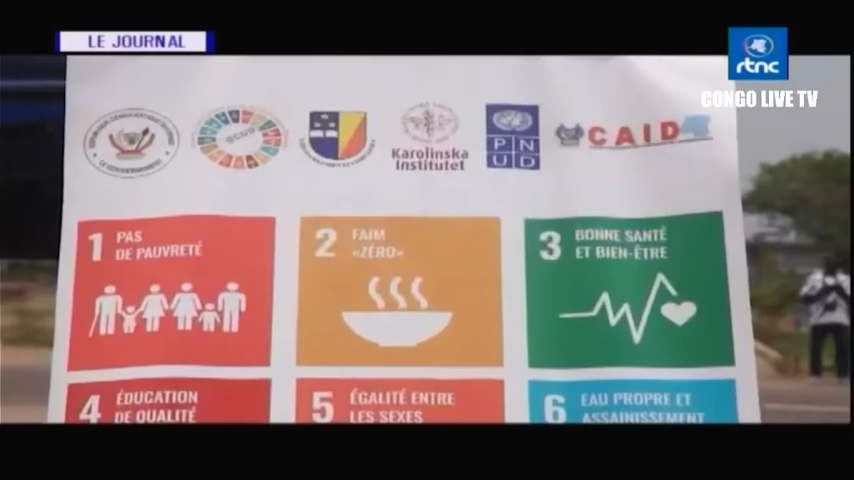 LE JOURNAL
rtnc
CONGO LIVE TV
Karolinska
Institutet
P N
U D
CAID
1 PAS
DE PAUVRETÉ
2 FAIM
«ZÉRO»
3 BONNE SANTÉ
ET BIEN-ÊTRE
4 ÉDUCATION
DE QUALITÉ
5 ÉGALITÉ ENTRE
LES SEXES
6 EAU PROPRE ET
ASSAINISSEMENT